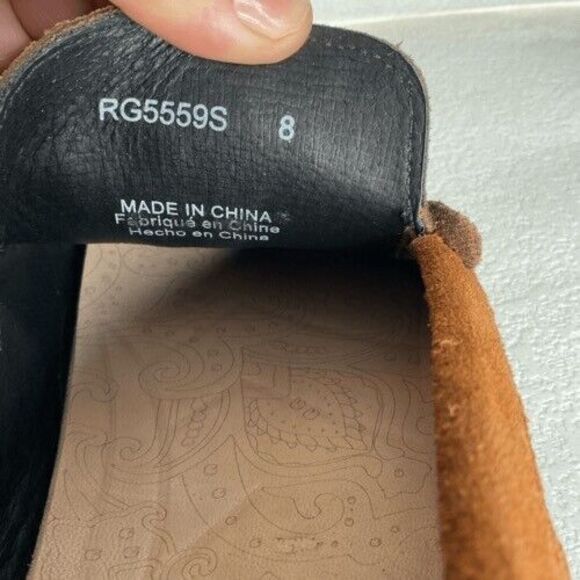 RG5559S 8
MADE IN CHINA
Fabriqué en Chine
Hecho en China